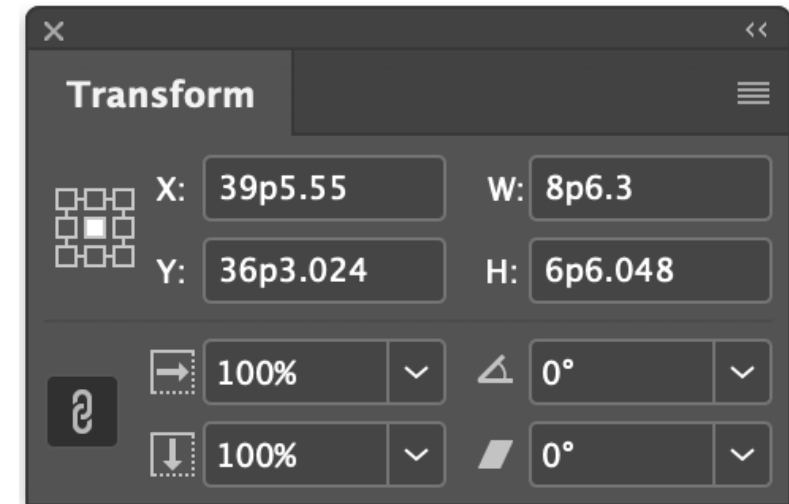 Transform
X: 39p5.55 W: 8p6.3
Y: 36p3.024 H: 6p6.048
100% 0°
100% 0°